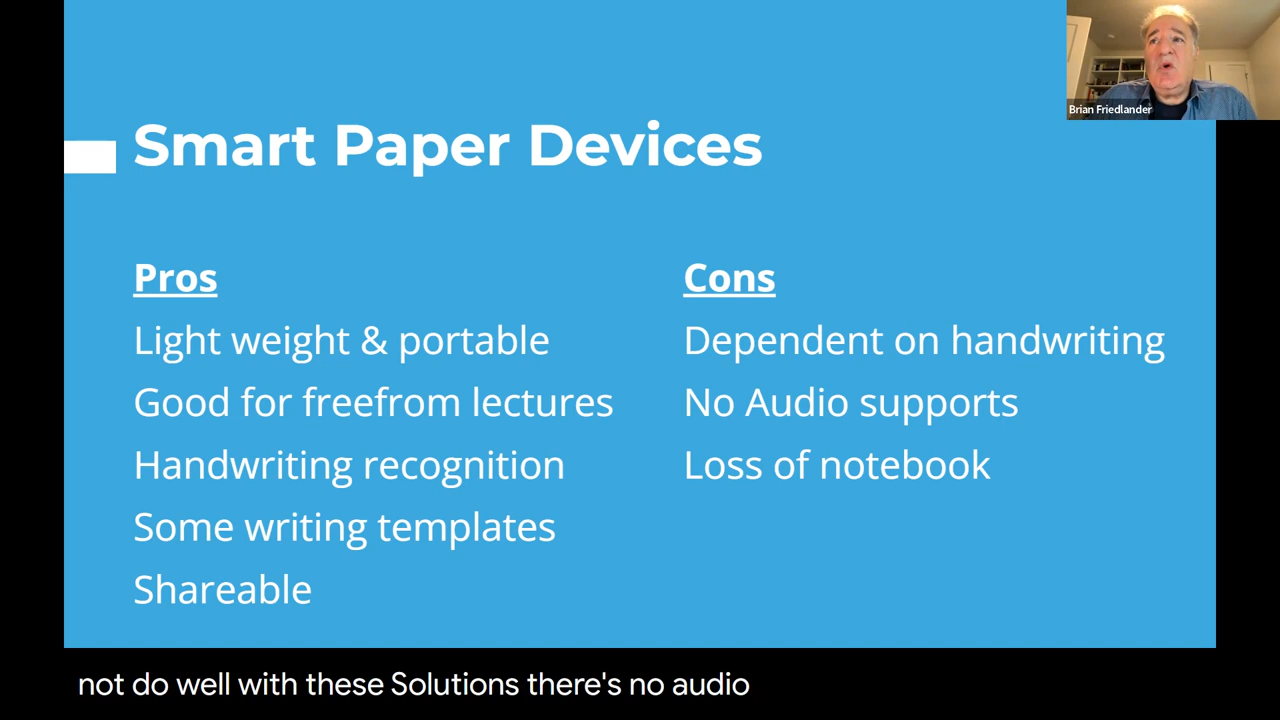 Brian Friedlander
Smart Paper Devices
Pros
Light weight & portable
Good for freefrom lectures
Handwriting recognition
Some writing templates
Shareable
Cons
Dependent on handwriting
No Audio supports
Loss of notebook
not do well with these Solutions there's no audio